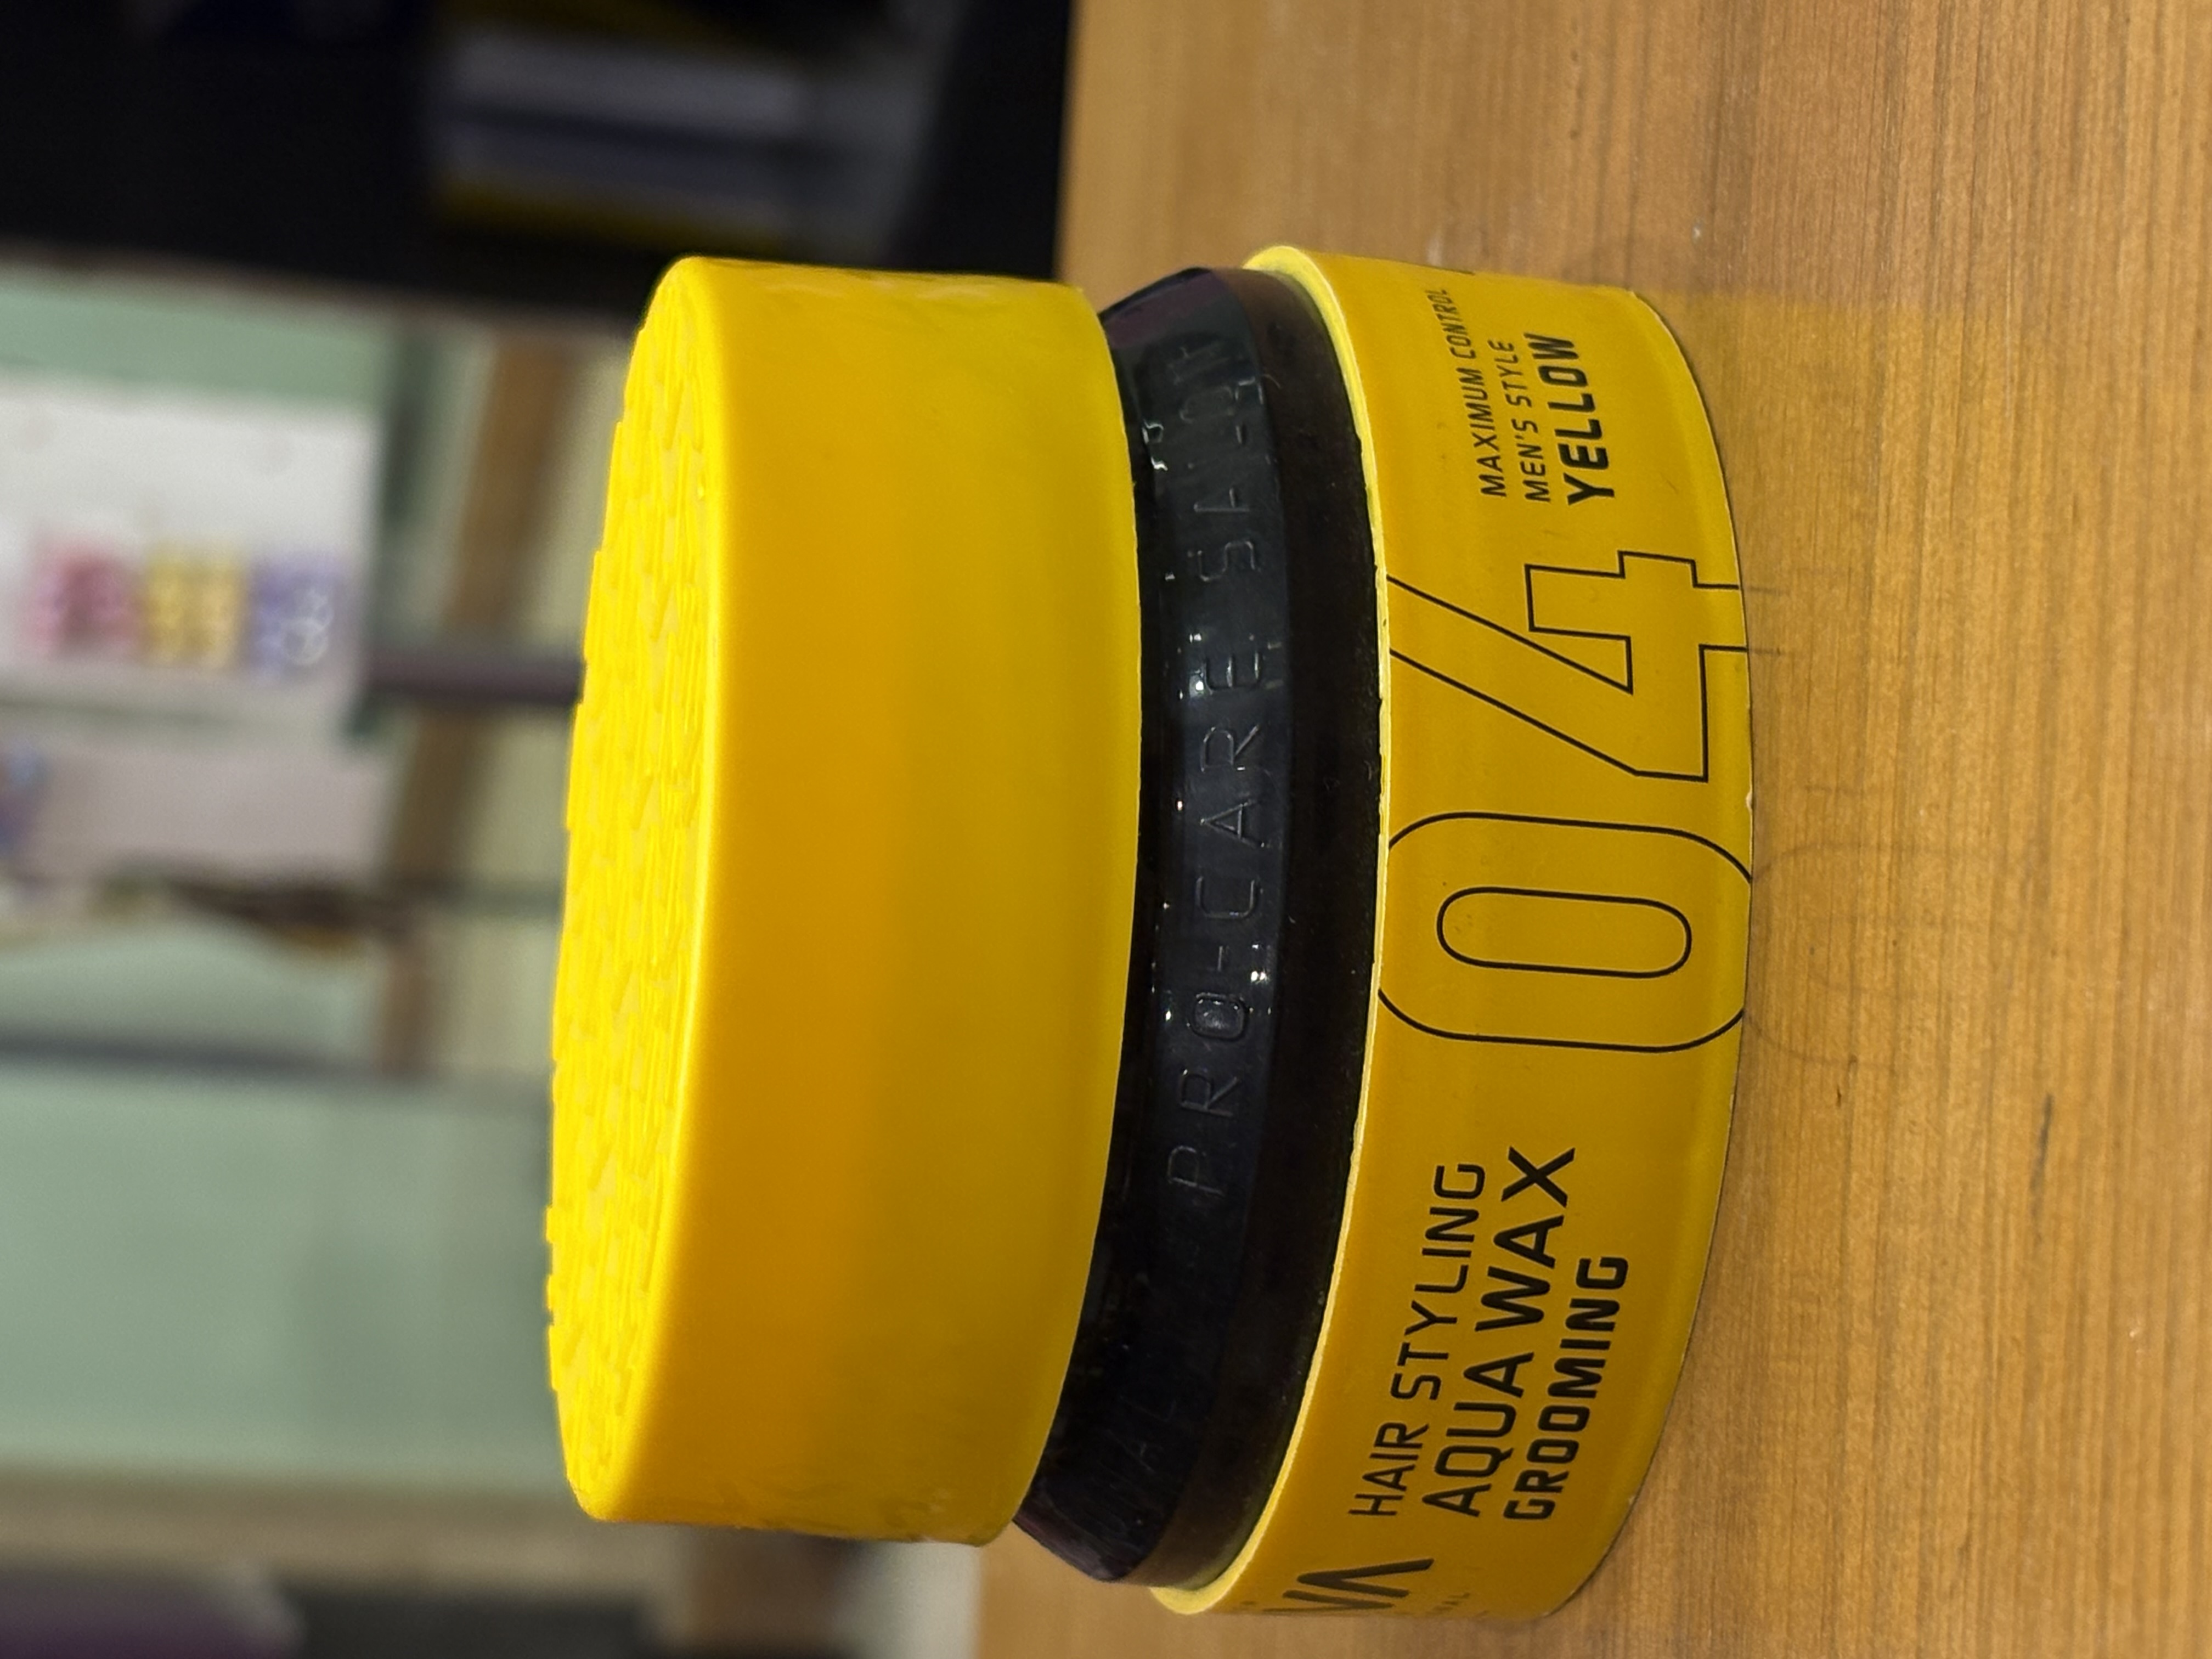 PRO-CARE SALON
HAIR STYLING
AQUA WAX
GROOMING
04
MAXIMUM CONTROL
MEN'S STYLE
YELLOW